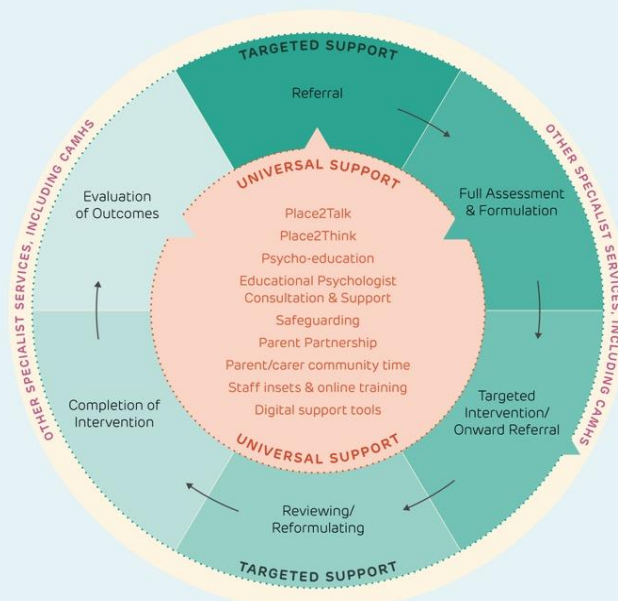 TARGETED SUPPORT
Referral
OTHER SPECIALIST SERVICES, INCLUDING CAMHS
OTHER SPECIALIST SERVICES, INCLUDING CAMHS
Evaluation
of Outcomes
Full Assessment
& Formulation
UNIVERSAL SUPPORT
Place2Talk
Place2Think
Psycho-education
Educational Psychologist
Consultation & Support
Safeguarding
Parent Partnership
Parent/carer community time
Staff insets & online training
Digital support tools
UNIVERSAL SUPPORT
Completion of
Intervention
Targeted
Intervention/
Onward Referral
Reviewing/
Reformulating
TARGETED SUPPORT